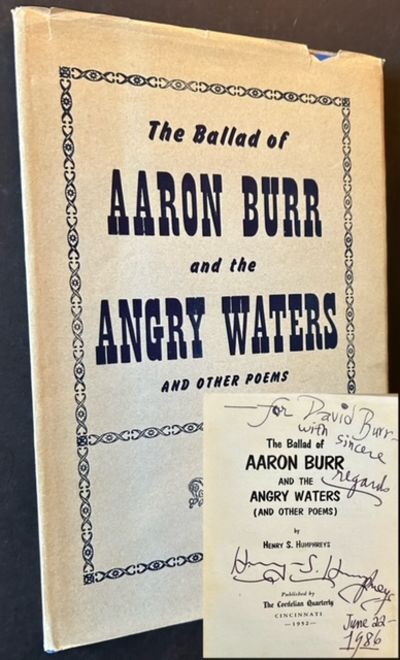 The Ballad of
AARON BURR
and the
ANGRY WATERS
AND OTHER POEMS
—for David Burr—
with sincere
regards
The Ballad of
AARON BURR
AND THE
ANGRY WATERS
(AND OTHER POEMS)
by
HENRY S. HUMPHREYS
Henry S. Humphreys
Published by
The Cordelian Quarterly
CINCINNATI
—1952—
June 22—
1986